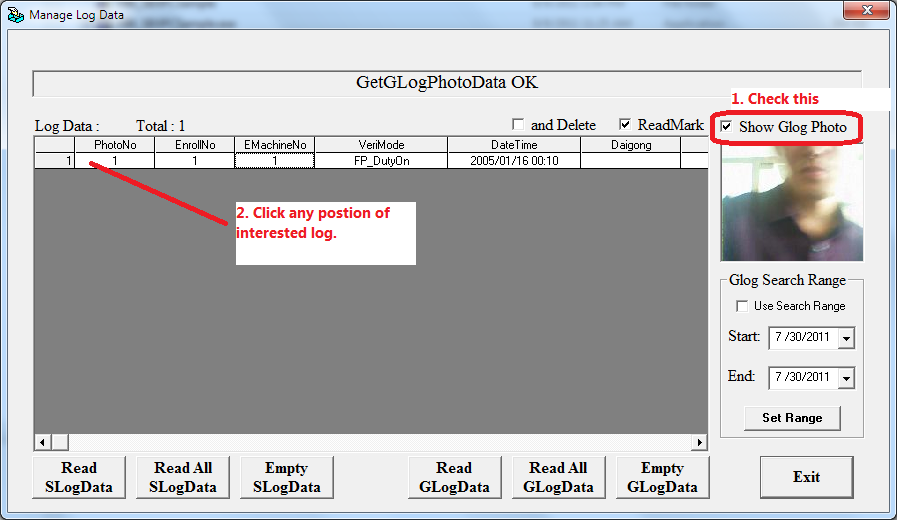 Manage Log Data
GetGLogPhotoData OK
1. Check this
Log Data : Total : 1
and Delete ReadMark Show Glog Photo
PhotoNo EnrollNo EMachineNo VeriMode DateTime Daigong
1 1 1 1 FP_DutyOn 2005/01/16 00:10
2. Click any postion of
interested log.
Glog Search Range
Use Search Range
Start: 7 /30/2011
End: 7 /30/2011
Set Range
Read
SLogData
Read All
SLogData
Empty
SLogData
Read
GLogData
Read All
GLogData
Empty
GLogData
Exit